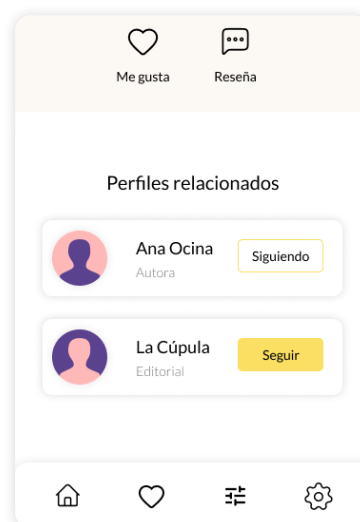 Me gusta
Reseña
Perfiles relacionados
Ana Ocina
Autora
Siguiendo
La Cúpula
Editorial
Seguir